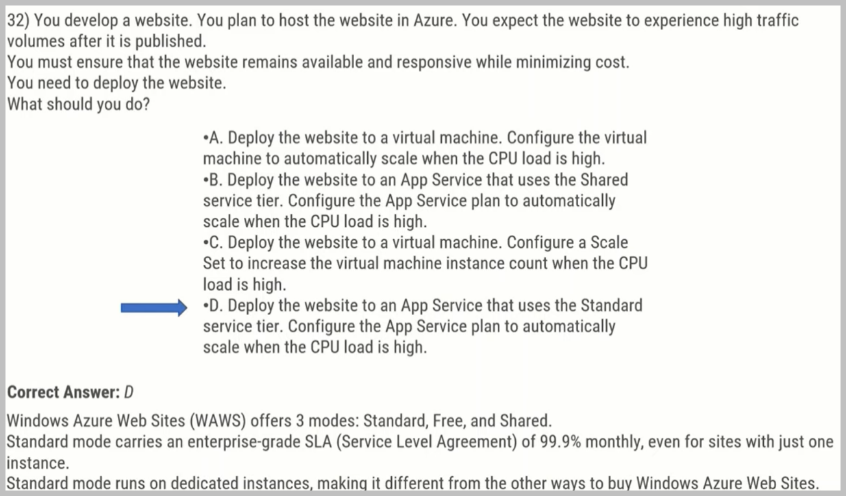 32) You develop a website. You plan to host the website in Azure. You expect the website to experience high traffic
volumes after it is published.
You must ensure that the website remains available and responsive while minimizing cost.
You need to deploy the website.
What should you do?
•A. Deploy the website to a virtual machine. Configure the virtual
machine to automatically scale when the CPU load is high.
•B. Deploy the website to an App Service that uses the Shared
service tier. Configure the App Service plan to automatically
scale when the CPU load is high.
•C. Deploy the website to a virtual machine. Configure a Scale
Set to increase the virtual machine instance count when the CPU
load is high.
•D. Deploy the website to an App Service that uses the Standard
service tier. Configure the App Service plan to automatically
scale when the CPU load is high.
Correct Answer: D
Windows Azure Web Sites (WAWS) offers 3 modes: Standard, Free, and Shared.
Standard mode carries an enterprise-grade SLA (Service Level Agreement) of 99.9% monthly, even for sites with just one
instance.
Standard mode runs on dedicated instances, making it different from the other ways to buy Windows Azure Web Sites.